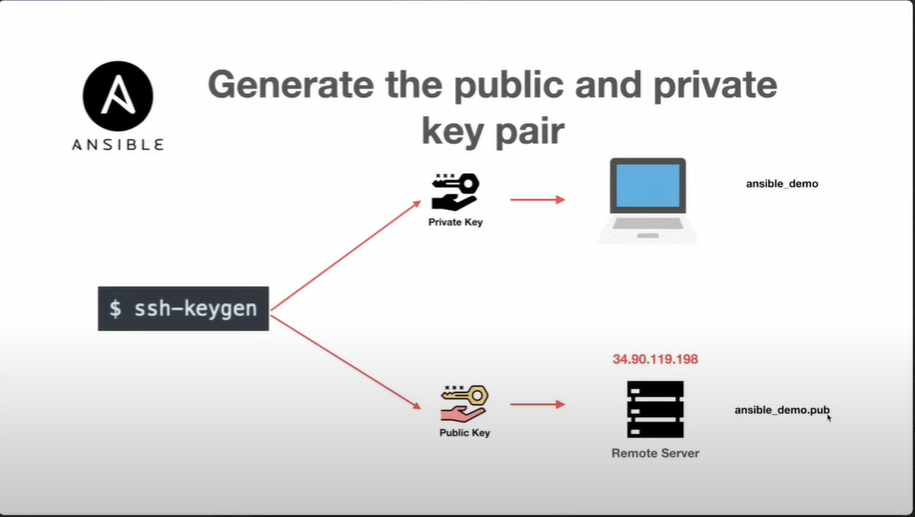 Generate the public and private
key pair
ANSIBLE
ansible_demo
Private Key
$ ssh-keygen
34.90.119.198
ansible_demo.pub
Public Key
Remote Server